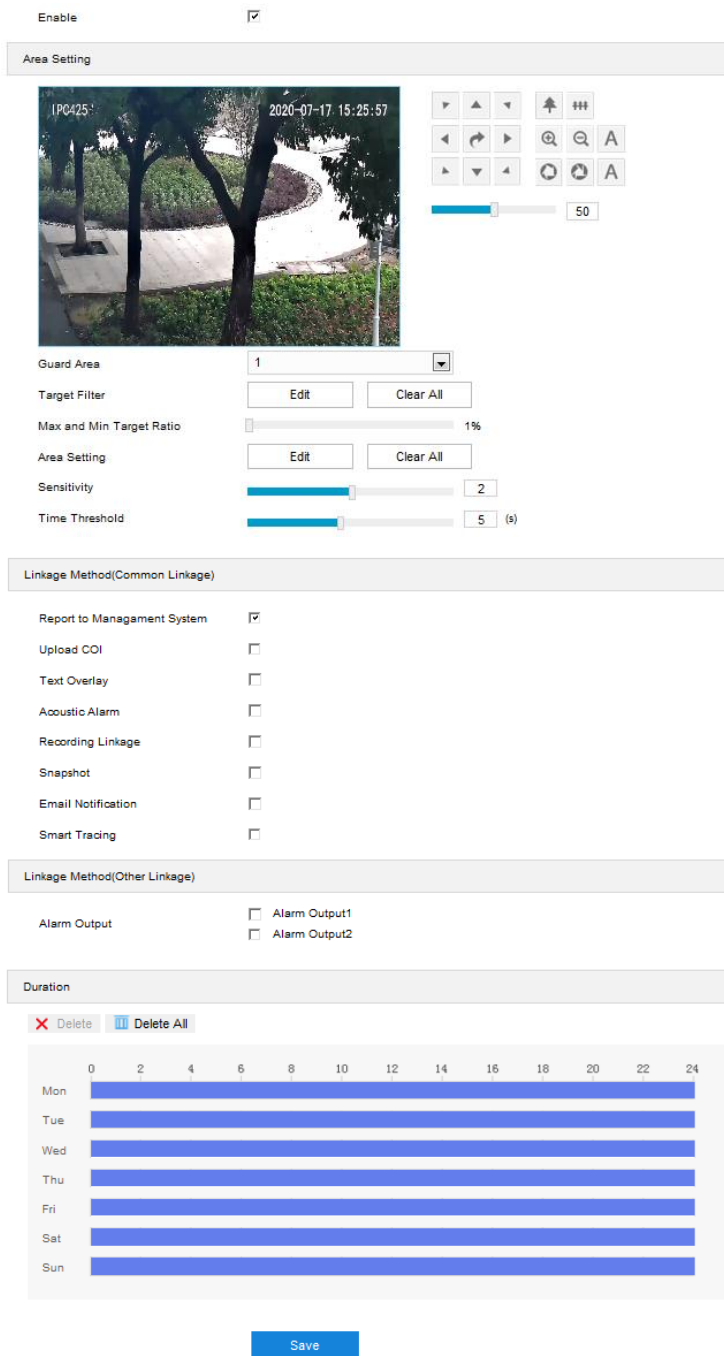 Enable
Area Setting
IPC425
2020-07-17 15:25:57
A
A
50
Guard Area
1
Target Filter
Edit
Clear All
Max and Min Target Ratio
1%
Area Setting
Edit
Clear All
Sensitivity
2
Time Threshold
5 (s)
Linkage Method(Common Linkage)
Report to Managament System
Upload COI
Text Overlay
Acoustic Alarm
Recording Linkage
Snapshot
Email Notification
Smart Tracing
Linkage Method(Other Linkage)
Alarm Output
Alarm Output1
Alarm Output2
Duration
Delete
Delete All
0 2 4 6 8 10 12 14 16 18 20 22 24
Mon
Tue
Wed
Thu
Fri
Sat
Sun
Save